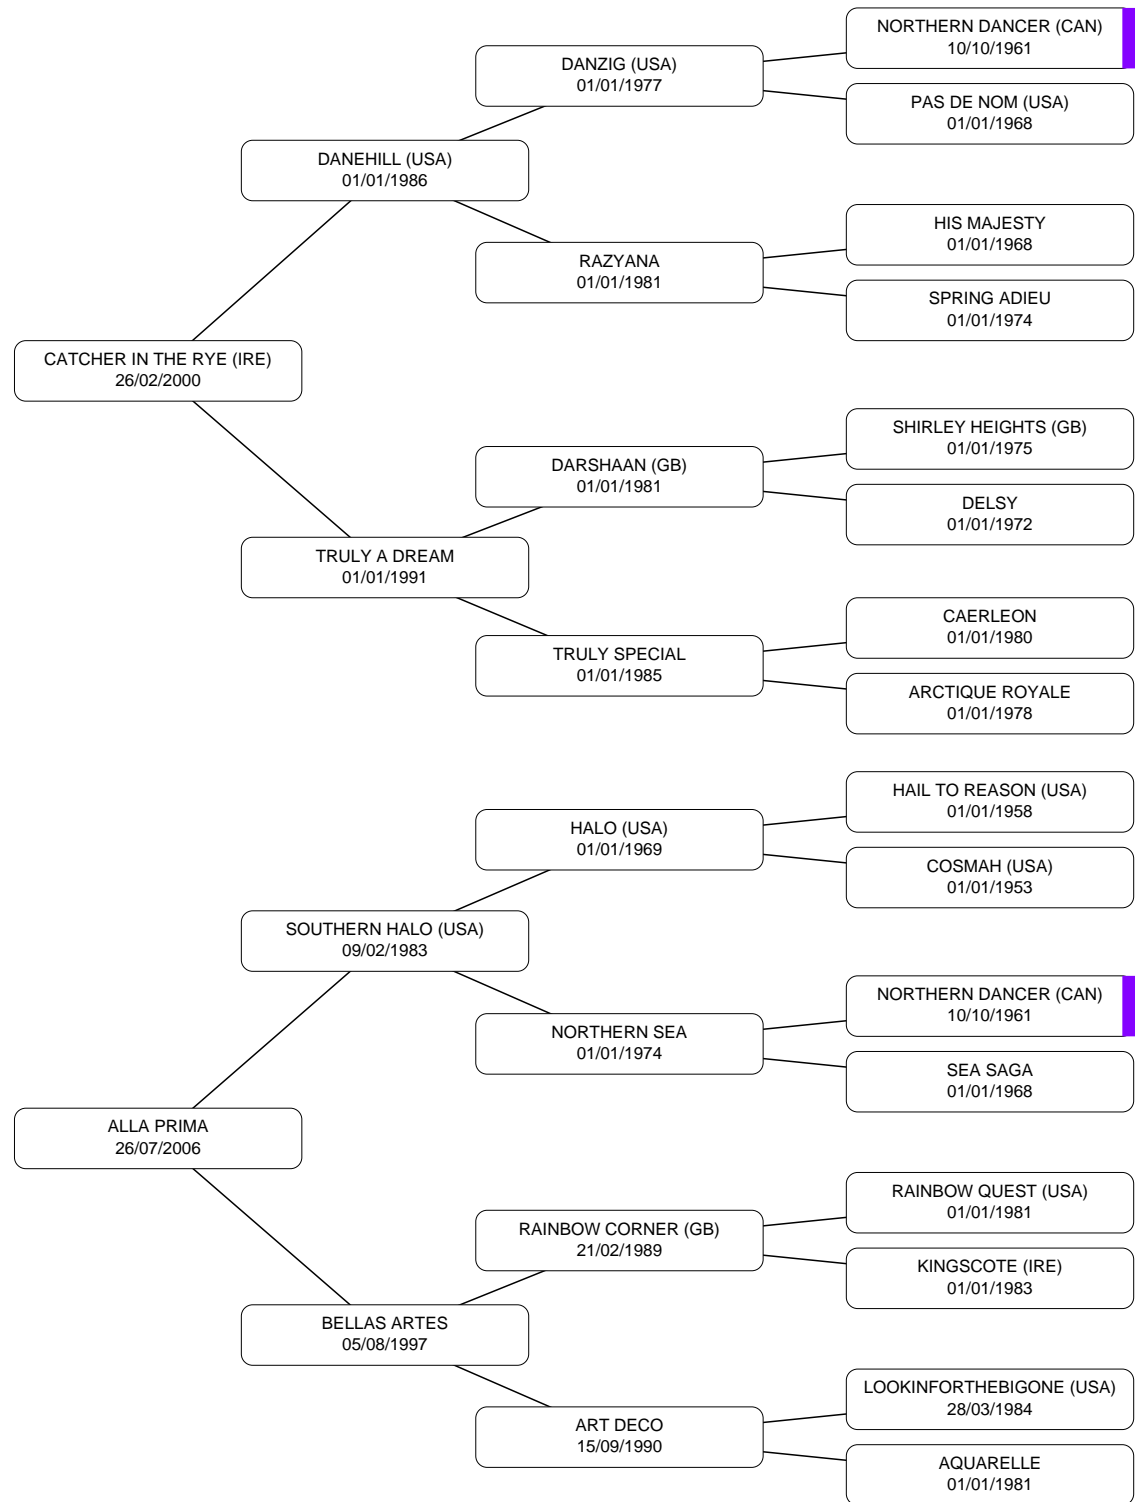 NORTHERN DANCER (CAN)
10/10/1961
DANZIG (USA)
01/01/1977
PAS DE NOM (USA)
01/01/1968
DANEHILL (USA)
01/01/1986
HIS MAJESTY
01/01/1968
RAZYANA
01/01/1981
SPRING ADIEU
01/01/1974
CATCHER IN THE RYE (IRE)
26/02/2000
SHIRLEY HEIGHTS (GB)
01/01/1975
DARSHAAN (GB)
01/01/1981
DELSY
01/01/1972
TRULY A DREAM
01/01/1991
CAERLEON
01/01/1980
TRULY SPECIAL
01/01/1985
ARCTIQUE ROYALE
01/01/1978
HAIL TO REASON (USA)
01/01/1958
HALO (USA)
01/01/1969
COSMAH (USA)
01/01/1953
SOUTHERN HALO (USA)
09/02/1983
NORTHERN DANCER (CAN)
10/10/1961
NORTHERN SEA
01/01/1974
SEA SAGA
01/01/1968
ALLA PRIMA
26/07/2006
RAINBOW QUEST (USA)
01/01/1981
RAINBOW CORNER (GB)
21/02/1989
KINGSCOTE (IRE)
01/01/1983
BELLAS ARTES
05/08/1997
LOOKINFORTHEBIGONE (USA)
28/03/1984
ART DECO
15/09/1990
AQUARELLE
01/01/1981